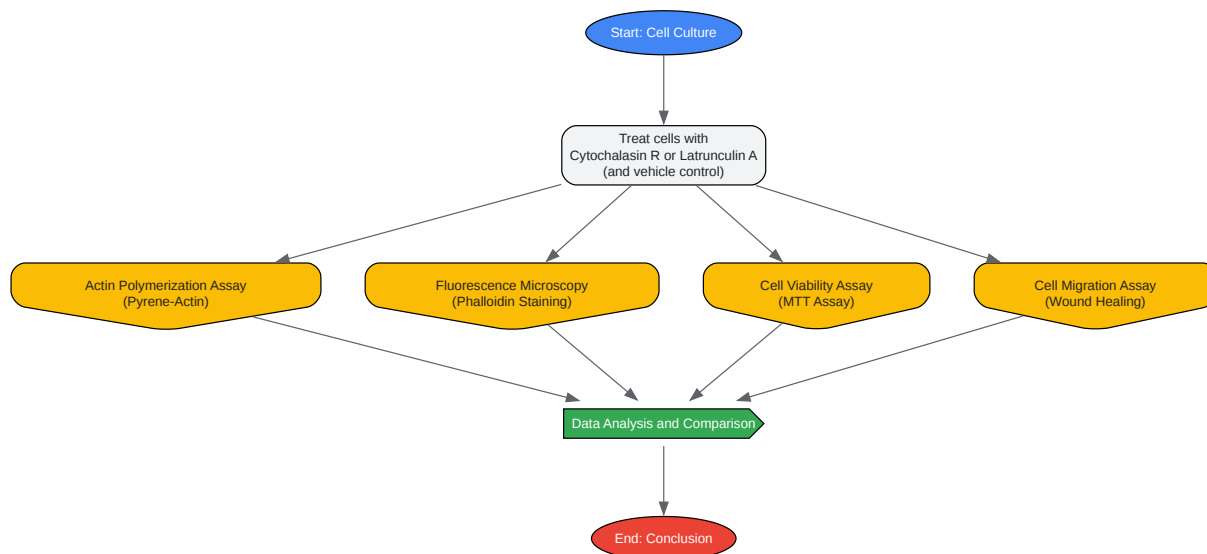 Start: Cell Culture
Treat cells with
Cytochalasin R or Latrunculin A
(and vehicle control)
Actin Polymerization Assay
(Pyrene-Actin)
Fluorescence Microscopy
(Phalloidin Staining)
Cell Viability Assay
(MTT Assay)
Cell Migration Assay
(Wound Healing)
Data Analysis and Comparison
End: Conclusion